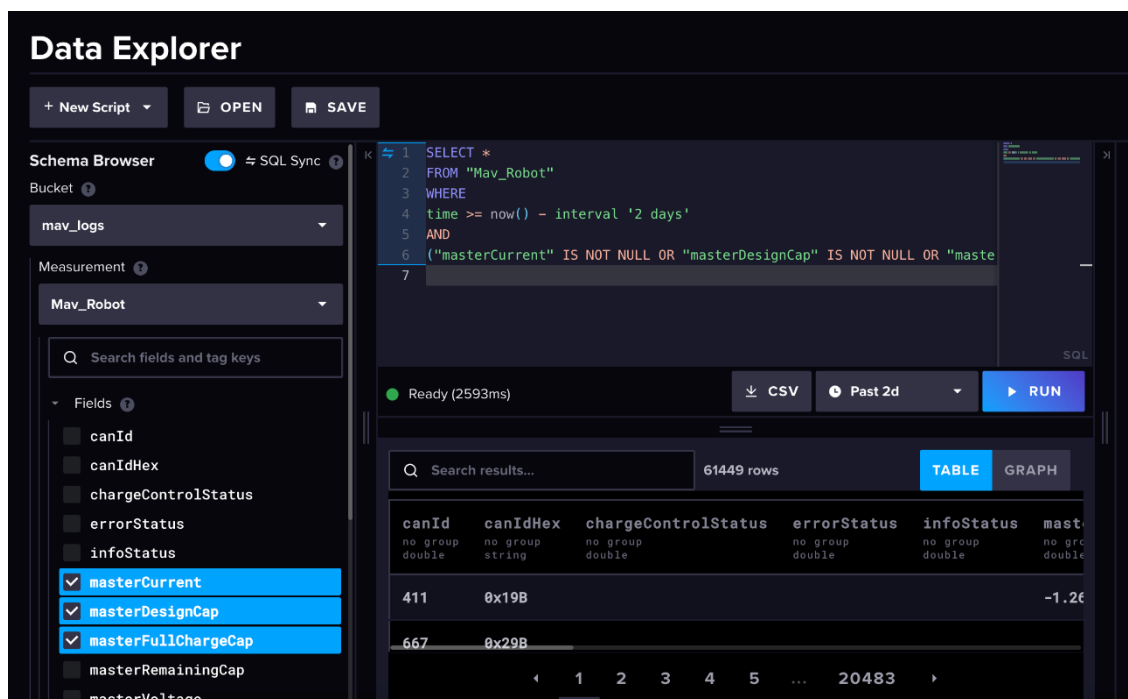 Data Explorer
+ New Script
OPEN
SAVE
Schema Browser
SQL Sync
Bucket
mav_logs
Measurement
Mav_Robot
Search fields and tag keys
Fields
canId
canIdHex
chargeControlStatus
errorStatus
infoStatus
masterCurrent
masterDesignCap
masterFullChargeCap
masterRemainingCap
masterVoltage
1 SELECT *
2 FROM "Mav_Robot"
3 WHERE
4 time >= now() - interval '2 days'
5 AND
6 ("masterCurrent" IS NOT NULL OR "masterDesignCap" IS NOT NULL OR "maste
7
SQL
Ready (2593ms)
CSV
Past 2d
RUN
Search results...
61449 rows
TABLE
GRAPH
canId canIdHex chargeControlStatus errorStatus infoStatus mast
no group no group no group no group no group no gro
double string double double double double
411 0x19B -1.26
667 0x29B
1 2 3 4 5 ... 20483